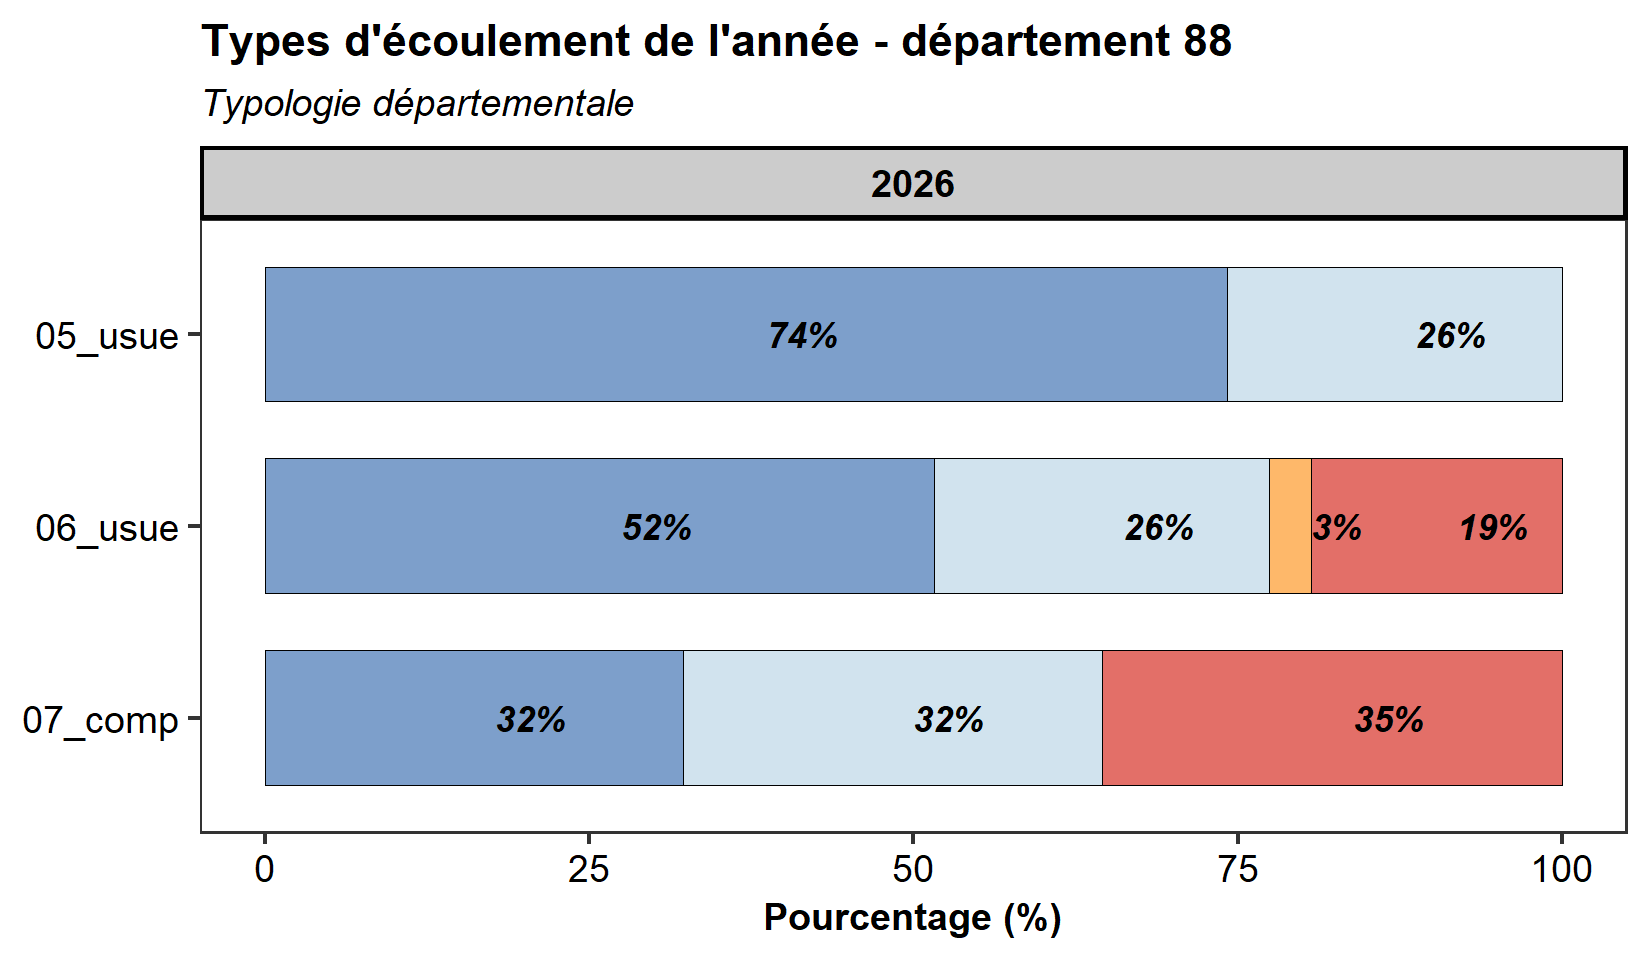 Types d'écoulement de l'année - département 88
Typologie départementale
2026
05_usue
74%
26%
06_usue
52%
26%
3%
19%
07_comp
32%
32%
35%
0
25
50
75
100
Pourcentage (%)